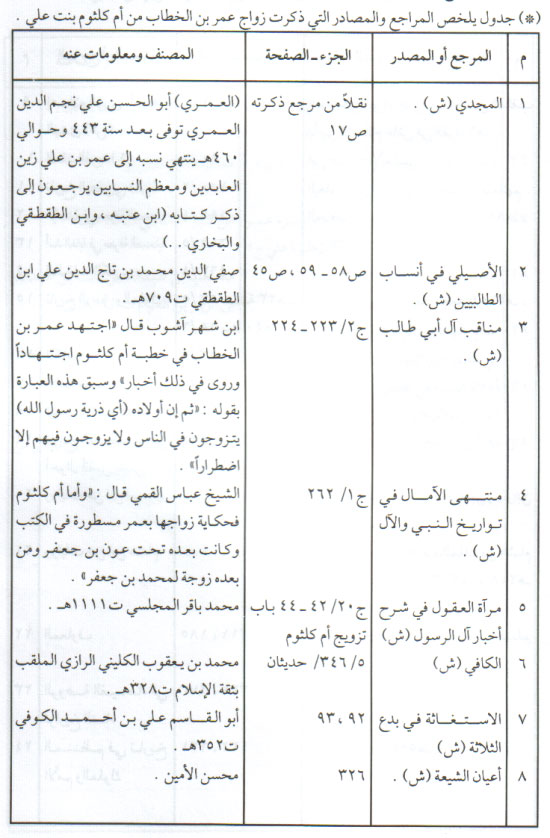 (*) جدول يلخص المراجع والمصادر التي ذكرت زواج عمر بن الخطاب من أم كلثوم بنت علي .
م المرجع أو المصدر الجزء ــ الصفحة المصنف ومعلومات عنه
١ المجدي (ش) . نقلاً من مرجع ذكرته (العمري) أبو الحسن علي نجم الدين
ص١٧ العمري توفى بعد سنة ٤٤٣ وحوالي
٤٦٠هـ ينتهي نسبه إلى عمر بن علي زين
العابدين ومعظم النسابين يرجعون إلى
ذكر كتابه (ابن عنبه ، وابن الطقطقي
والبخاري . .)
٢ الأصيلي في أنساب ص٥٨ ــ ٥٩ ، ص٤٥ صفي الدين محمد بن تاج الدين علي ابن
الطالبيين (ش) . الطقطقي ت٧٠٩هـ .
٣ مناقب آل أبي طالب ج٢/ ٢٢٣ ــ ٢٢٤ ابن شهر آشوب قال «اجتهد عمر بن
(ش) . الخطاب في خطبة أم كلثوم اجتهاداً
وروى في ذلك أخبار» وسبق هذه العبارة
بقوله : «ثم إن أولاده (أي ذرية رسول الله)
يتزوجون في الناس ولا يزوجون فيهم إلا
اضطراراً» .
٤ منتهى الآمال في ج١/ ٢٦٢ الشيخ عباس القمي قال : «وأما أم كلثوم
تواريخ النبي والآل فحكاية زواجها بعمر مسطورة في الكتب
(ش) . وكانت بعده تحت عون بن جعفر ومن
بعده زوجة لمحمد بن جعفر» .
٥ مرآة العقول في شرح ج٢٠/ ٤٢ ــ ٤٤ باب محمد باقر المجلسي ت١١١١هـ .
أخبار آل الرسول (ش) تزويج أم كلثوم
٦ الكافي (ش) ٥/ ٣٤٦/ حديثان محمد بن يعقوب الكليني الرازي الملقب
بثقة الإسلام ت٣٢٨هـ .
٧ الاستغاثة في بدع ٩٢ ، ٩٣ أبو القاسم علي بن أحمد الكوفي
الثلاثة (ش) ت٣٥٢هـ .
٨ أعيان الشيعة (ش) . ٣٢٦ محسن الأمين .